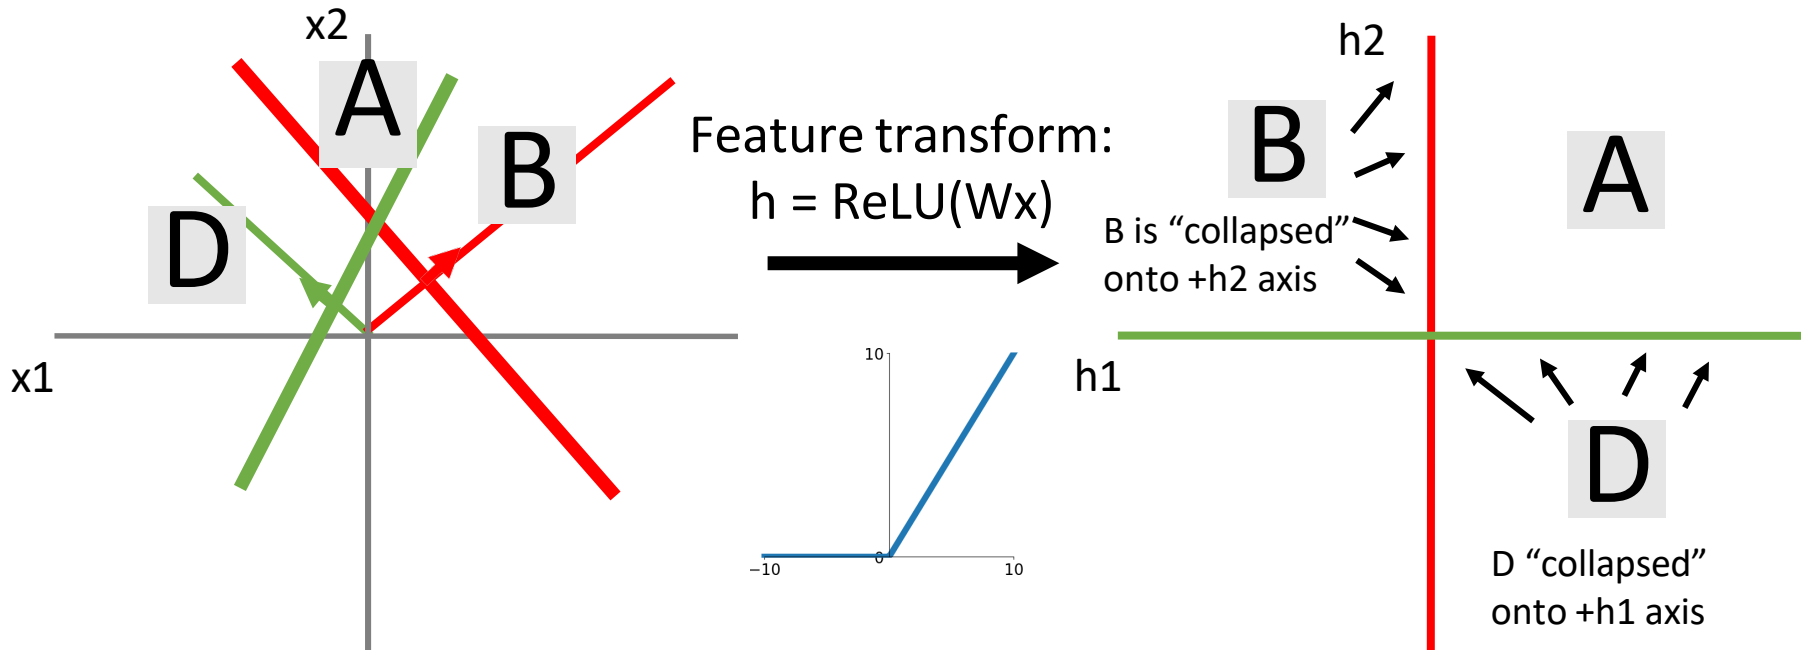 x2
A
B
D
x1
Feature transform:
h = ReLU(Wx)
10
0
−10
10
h2
B
A
B is “collapsed”
onto +h2 axis
h1
D
D “collapsed”
onto +h1 axis